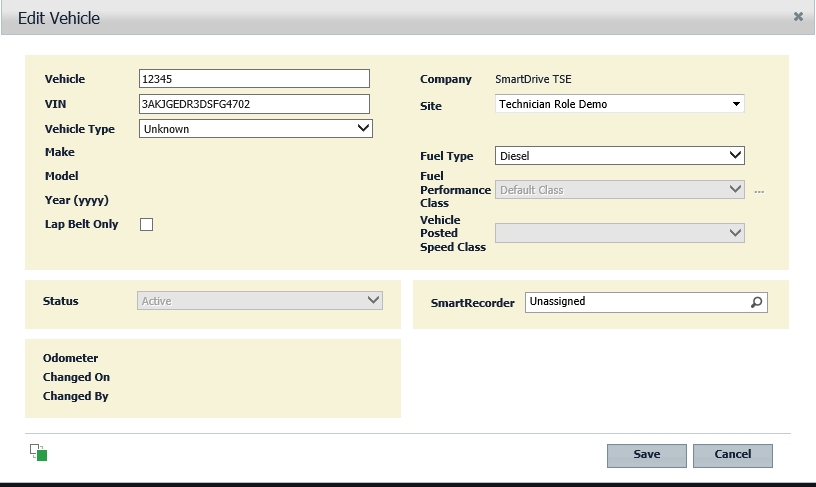 Edit Vehicle
Vehicle 12345
VIN 3AKJGEDR3DSFG4702
Vehicle Type Unknown
Make
Model
Year (yyyy)
Lap Belt Only
Company SmartDrive TSE
Site Technician Role Demo
Fuel Type Diesel
Fuel
Performance Default Class ...
Class
Vehicle
Posted
Speed Class
Status Active
SmartRecorder Unassigned
Odometer
Changed On
Changed By
Save Cancel